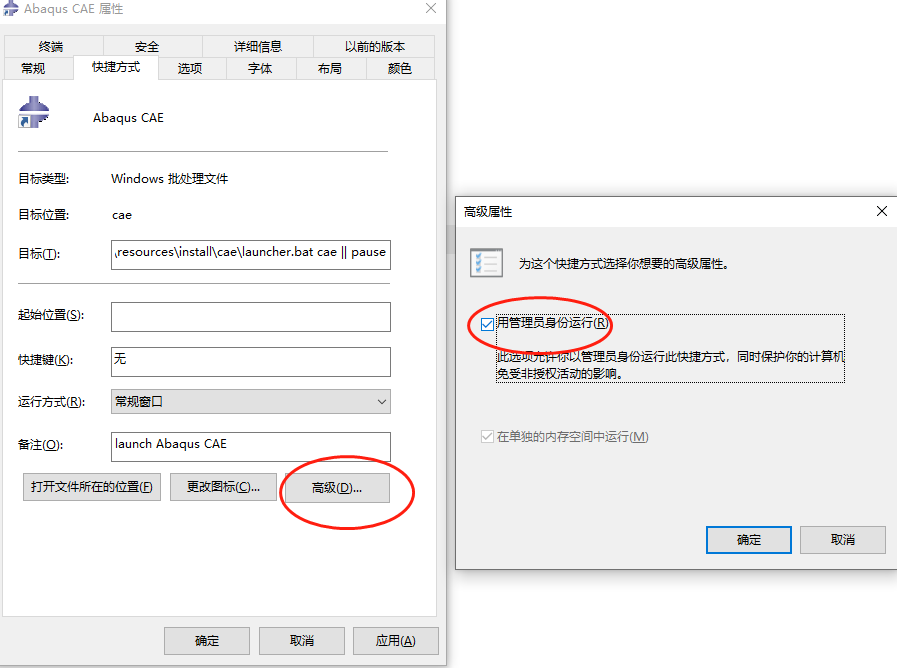 Abaqus CAE 属性
终端 安全 详细信息 以前的版本
常规 快捷方式 选项 字体 布局 颜色
Abaqus CAE
目标类型: Windows 批处理文件
目标位置: cae
目标(T): \resources\install\cae\launcher.bat cae || pause
起始位置(S):
快捷键(K): 无
运行方式(R): 常规窗口
备注(O): launch Abaqus CAE
打开文件所在的位置(F) 更改图标(C)... 高级(D)...
确定 取消 应用(A)
高级属性
为这个快捷方式选择你想要的高级属性。
用管理员身份运行(R)
此选项允许你以管理员身份运行此快捷方式，同时保护你的计算机
免受非授权活动的影响。
在单独的内存空间中运行(M)
确定 取消